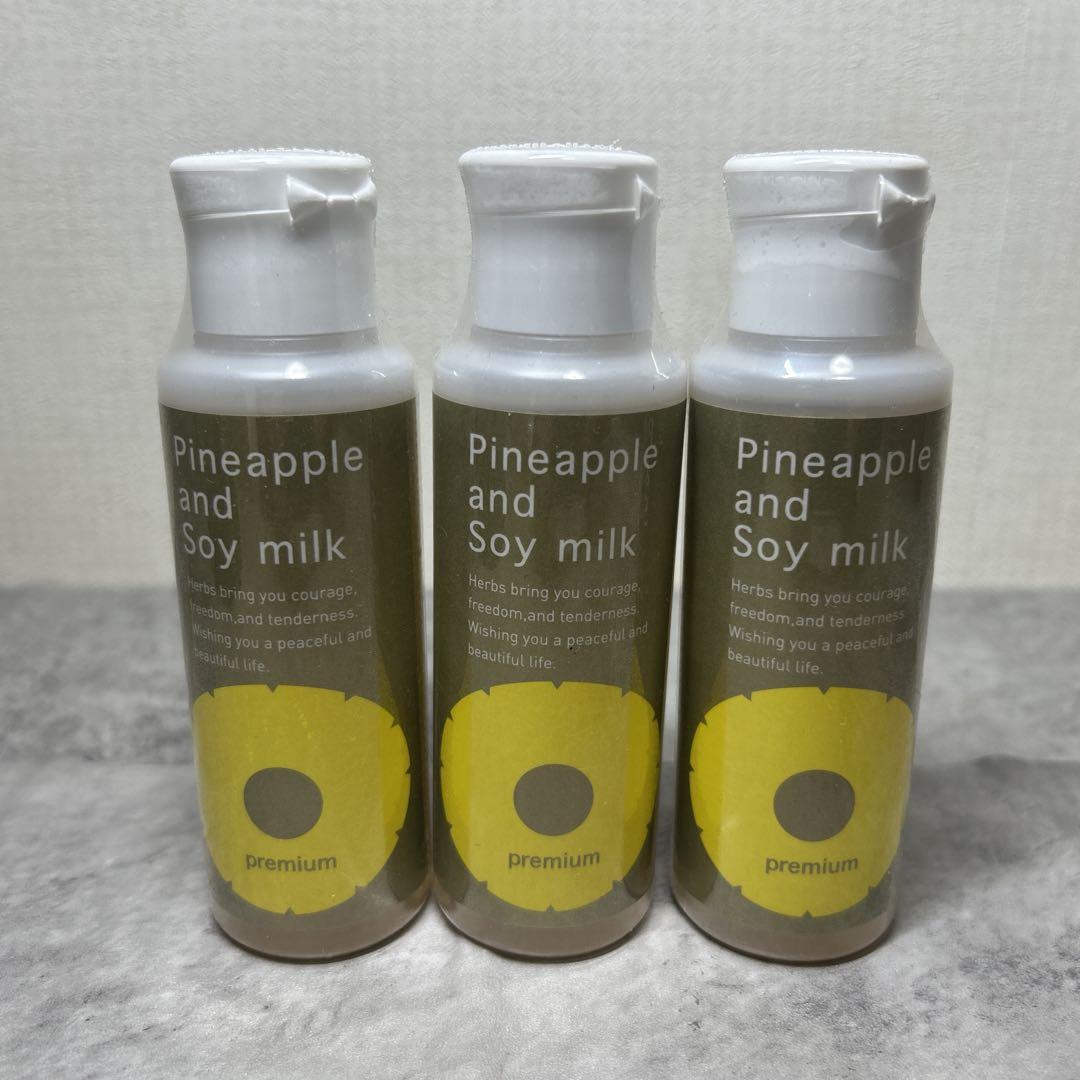 Pineapple
and
Soy milk
Herbs bring you courage,
freedom,and tenderness.
Wishing you a peaceful and
beautiful life.
premium
Pineapple
and
Soy milk
Herbs bring you courage,
freedom,and tenderness.
Wishing you a peaceful and
beautiful life.
premium
Pineapple
and
Soy milk
Herbs bring you courage,
freedom,and tenderness.
Wishing you a peaceful and
beautiful life.
premium